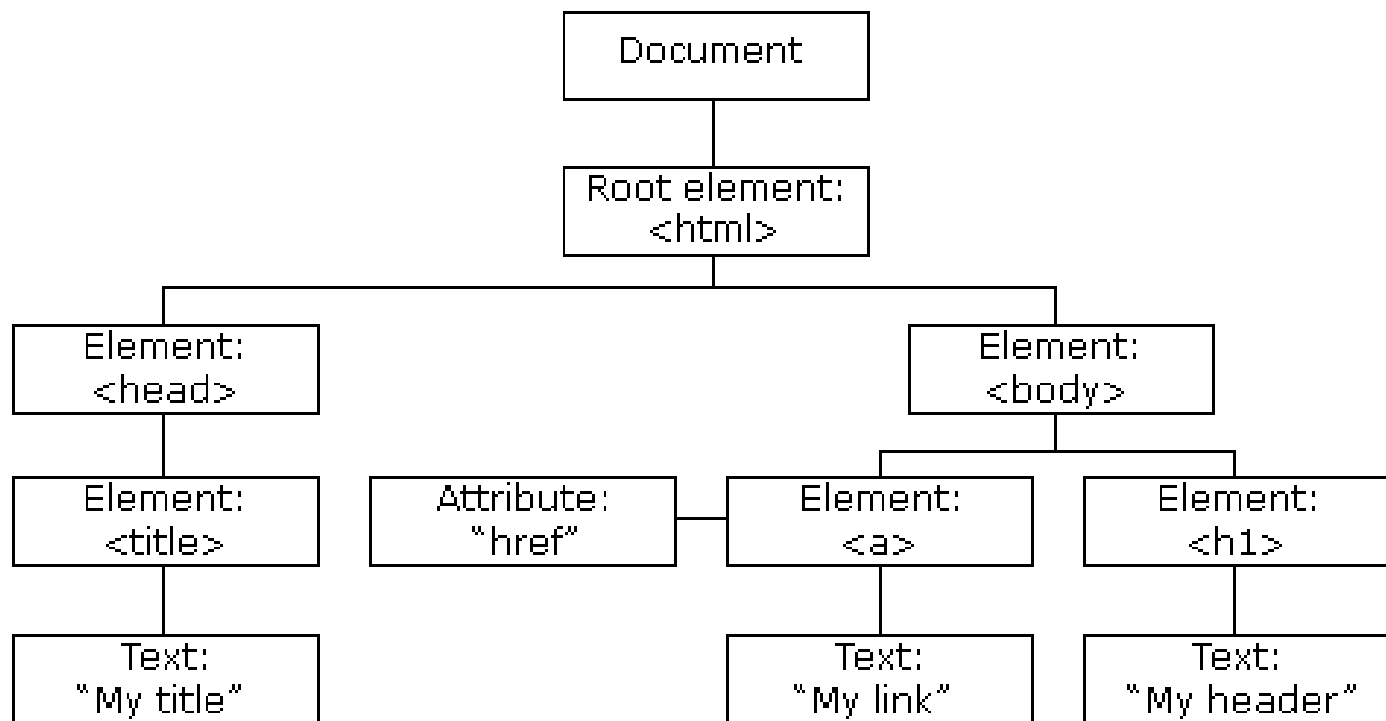 Document
Root element:
<html>
Element:
<head>
Element:
<body>
Element:
<title>
Attribute:
“href”
Element:
<a>
Element:
<h1>
Text:
“My title”
Text:
“My link”
Text:
“My header”